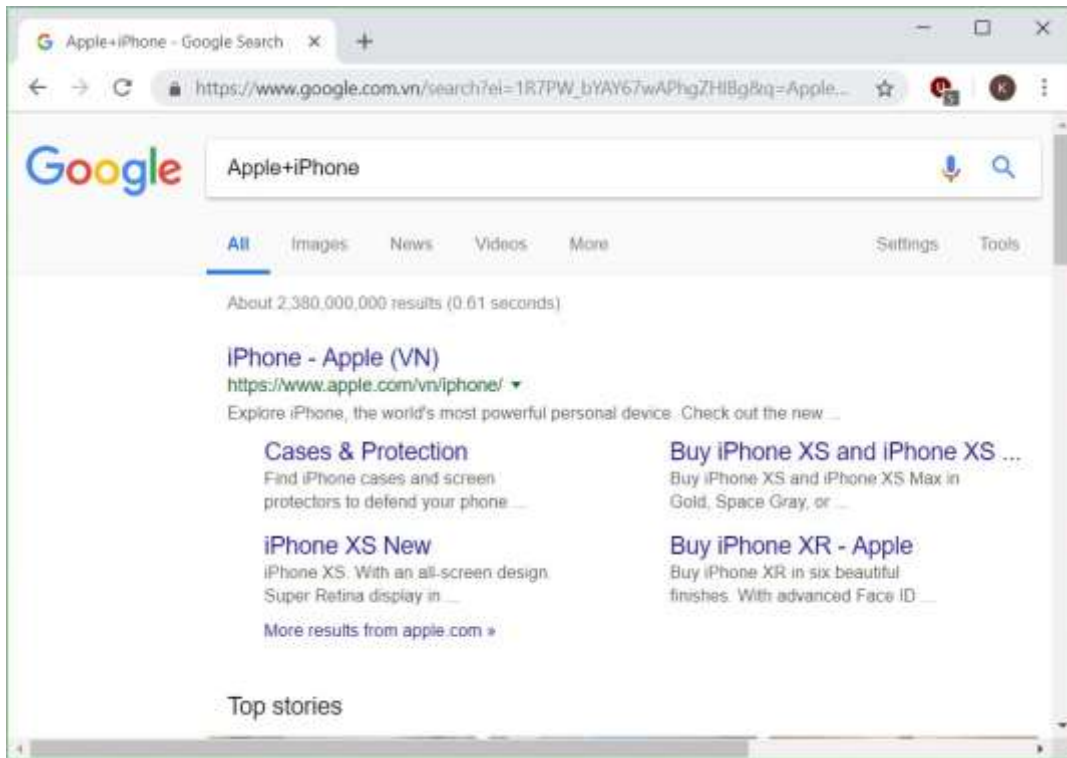 Apple+iPhone - Google Search
https://www.google.com.vn/search?ei=1R7PW_bYAY67wAPhgZHIBg&q=Apple...
Google
Apple+iPhone
All Images News Videos More Settings Tools
About 2,380,000,000 results (0.61 seconds)
iPhone - Apple (VN)
https://www.apple.com/vn/iphone/
Explore iPhone, the world's most powerful personal device. Check out the new ...
Cases & Protection
Find iPhone cases and screen
protectors to defend your phone ...
Buy iPhone XS and iPhone XS ...
Buy iPhone XS and iPhone XS Max in
Gold, Space Gray, or ...
iPhone XS New
iPhone XS. With an all-screen design.
Super Retina display in ...
Buy iPhone XR - Apple
Buy iPhone XR in six beautiful
finishes. With advanced Face ID ...
More results from apple.com »
Top stories